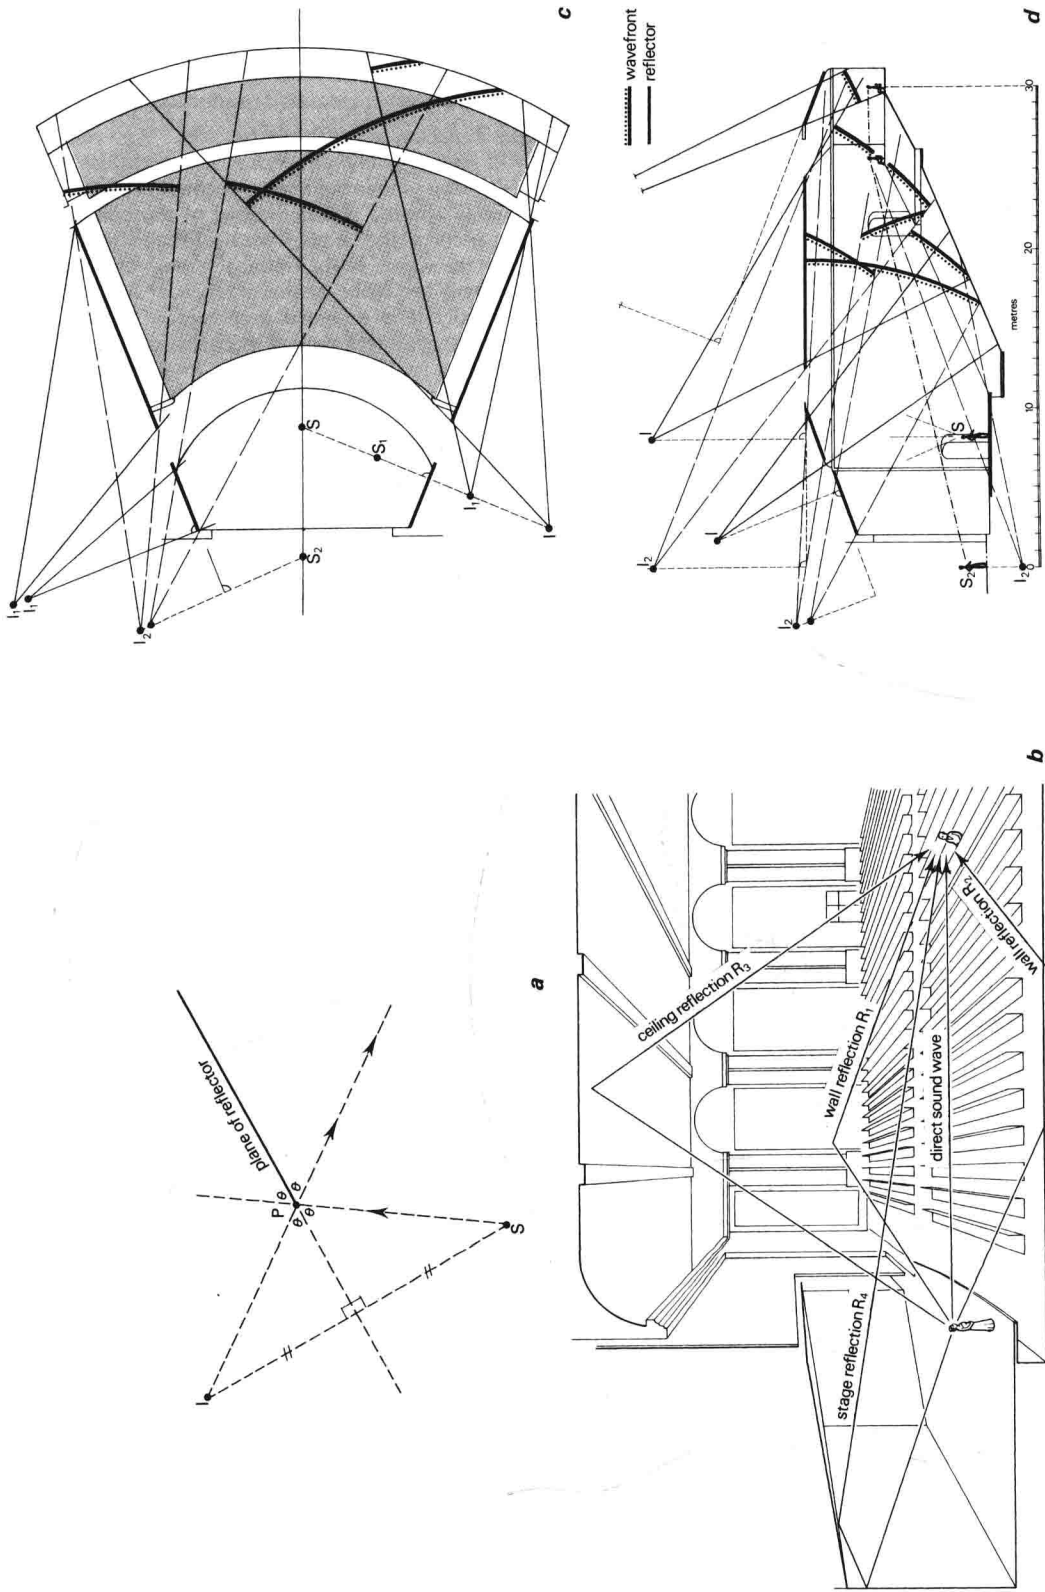 I
P
θ
θ
θ
θ
plane of reflector
S
a
ceiling reflection R3
wall reflection R1
stage reflection R4
direct sound wave
wall reflection R2
b
I1
I1
I2
S2
S
S1
I1
I
c
wavefront
reflector
I
I2
I
I2
S
S2
I2
0
10
20
30
metres
d